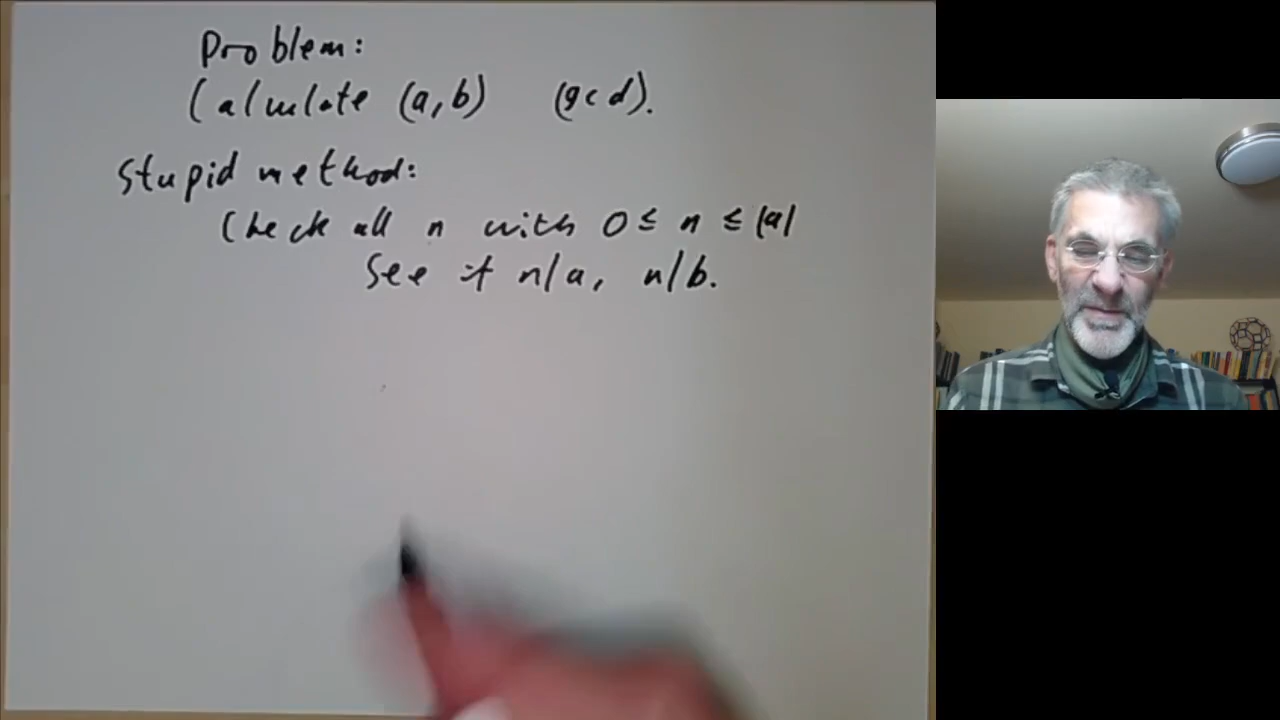 Problem:
Calculate (a,b) (gcd).
Stupid method:
Check all n with 0 ≤ n ≤ |a|
See if n|a, n|b.